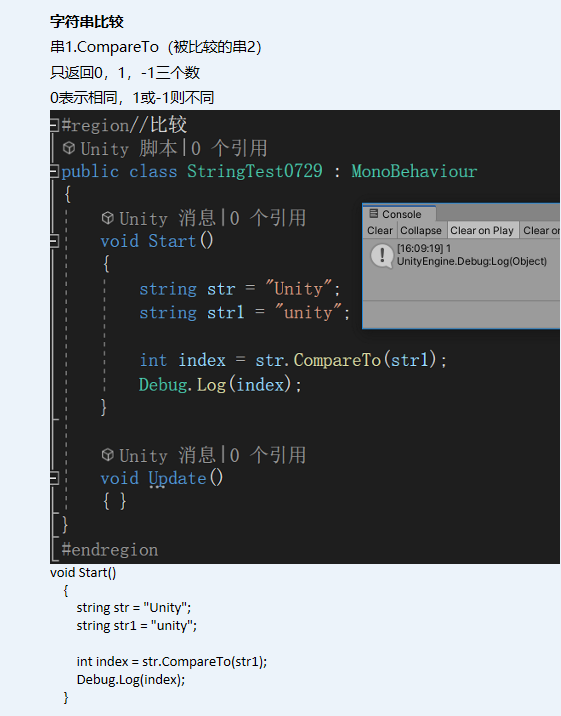 字符串比较
串1.CompareTo（被比较的串2）
只返回0，1，-1三个数
0表示相同，1或-1则不同
#region//比较
Unity 脚本|0 个引用
public class StringTest0729 : MonoBehaviour
{
Unity 消息|0 个引用
void Start()
{
string str = "Unity";
string str1 = "unity";
int index = str.CompareTo(str1);
Debug.Log(index);
}
Unity 消息|0 个引用
void Update()
{ }
}
#endregion
Console
Clear Collapse Clear on Play Clear on
[16:09:19] 1
UnityEngine.Debug:Log(Object)
void Start()
{
string str = "Unity";
string str1 = "unity";
int index = str.CompareTo(str1);
Debug.Log(index);
}